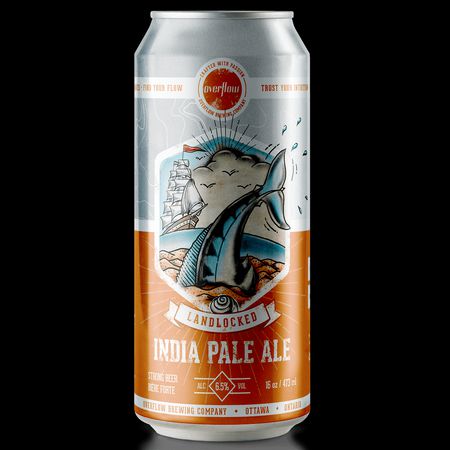 CRAFTED WITH PASSION
overflow
OVERFLOW BREWING COMPANY
FIND YOUR FLOW
TRUST YOUR INTUITION
LANDLOCKED
INDIA PALE ALE
STRONG BEER
BIÈRE FORTE
ALC 6.5% VOL
16 oz / 473 mL
OVERFLOW BREWING COMPANY • OTTAWA • ONTARIO